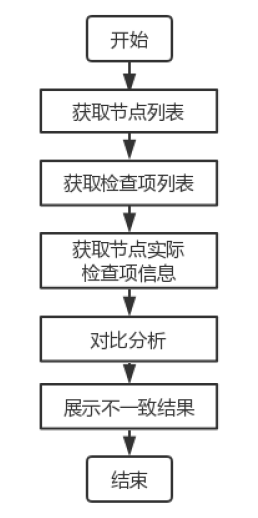 开始
获取节点列表
获取检查项列表
获取节点实际
检查项信息
对比分析
展示不一致结果
结束